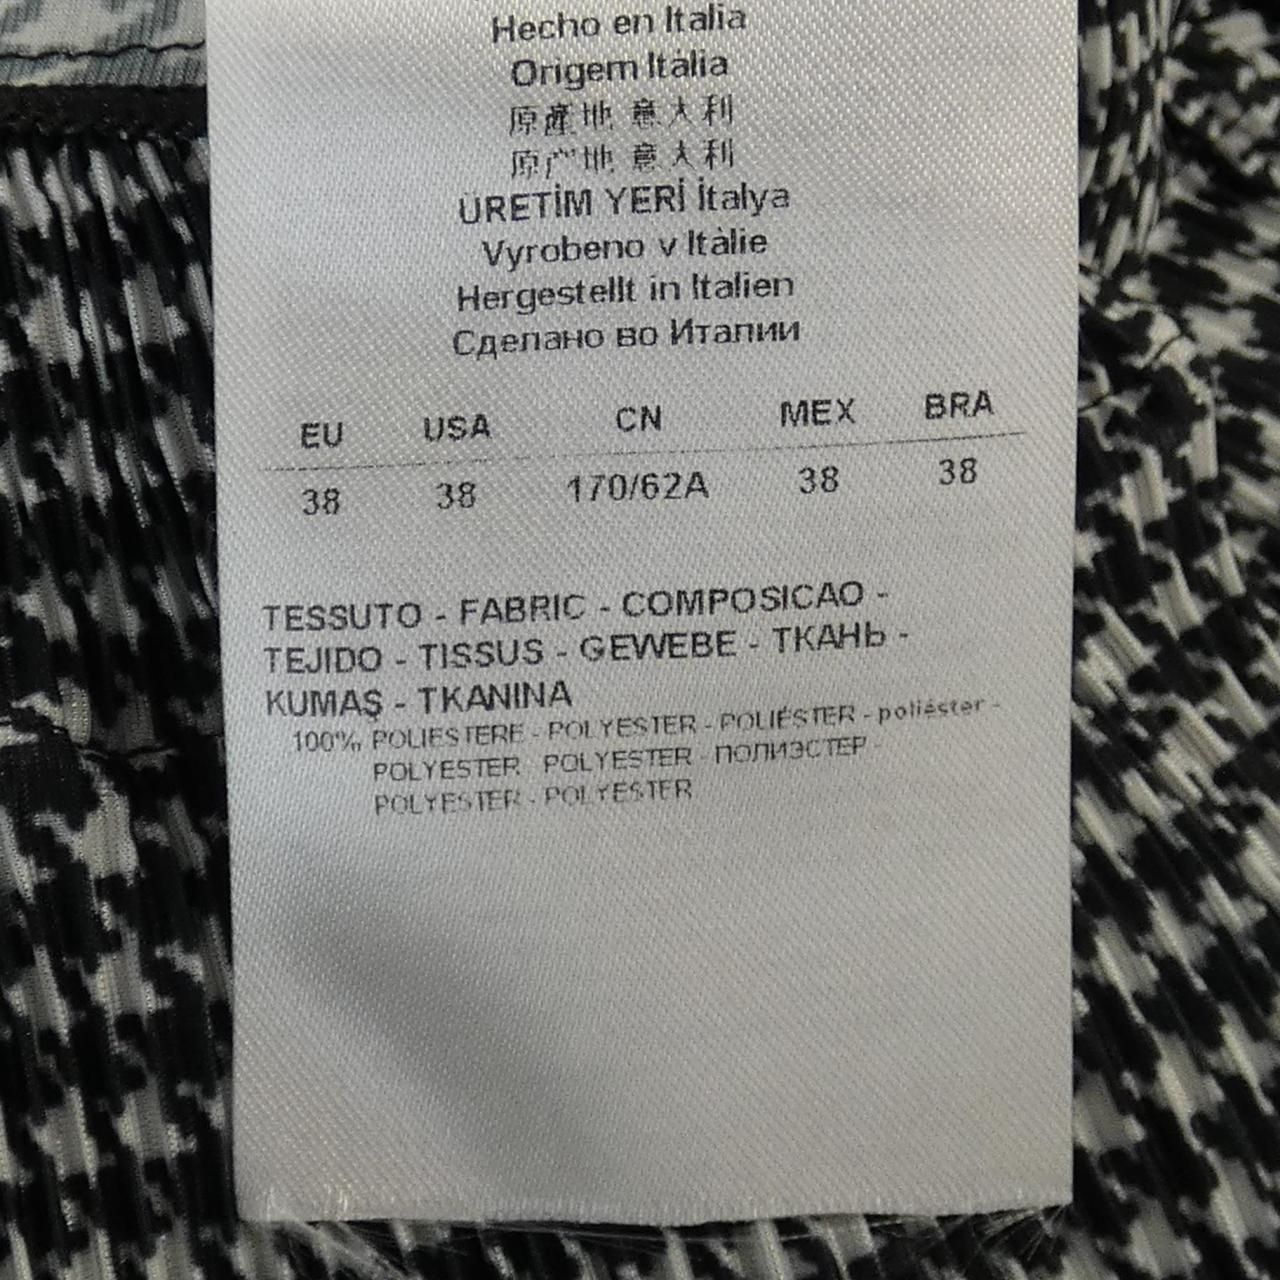 Hecho en Italia
Origem Itália
原產地 意大利
原产地 意大利
ÜRETİM YERİ İtalya
Vyrobeno v Itàlie
Hergestellt in Italien
Сделано во Италии
EU USA CN MEX BRA
38 38 170/62A 38 38
TESSUTO - FABRIC - COMPOSICAO -
TEJIDO - TISSUS - GEWEBE - ТКАНЬ -
KUMAŞ - TKANINA
100% POLIESTERE - POLYESTER - POLIÉSTER - poliéster -
POLYESTER POLYESTER - ПОЛИЭСТЕР -
POLYESTER - POLYESTER